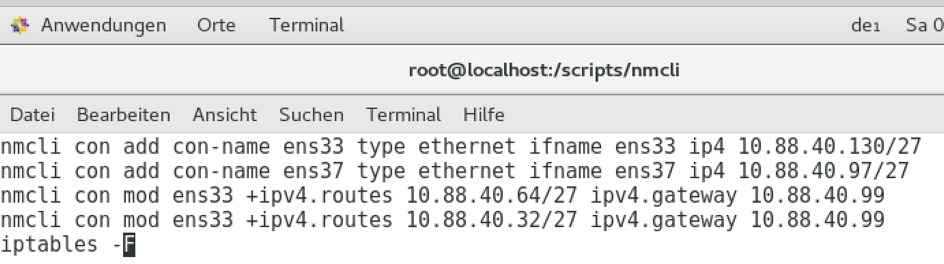 Anwendungen Orte Terminal de1 Sa 0
root@localhost:/scripts/nmcli
Datei Bearbeiten Ansicht Suchen Terminal Hilfe
nmcli con add con-name ens33 type ethernet ifname ens33 ip4 10.88.40.130/27
nmcli con add con-name ens37 type ethernet ifname ens37 ip4 10.88.40.97/27
nmcli con mod ens33 +ipv4.routes 10.88.40.64/27 ipv4.gateway 10.88.40.99
nmcli con mod ens33 +ipv4.routes 10.88.40.32/27 ipv4.gateway 10.88.40.99
iptables -F